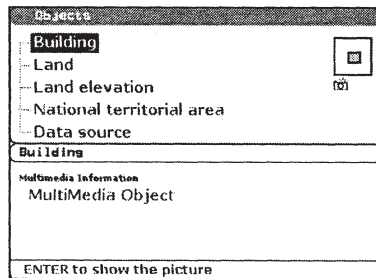 Objects
Building
Land
Land elevation
National territorial area
Data source
Building
Multimedia Information
MultiMedia Object
ENTER to show the picture